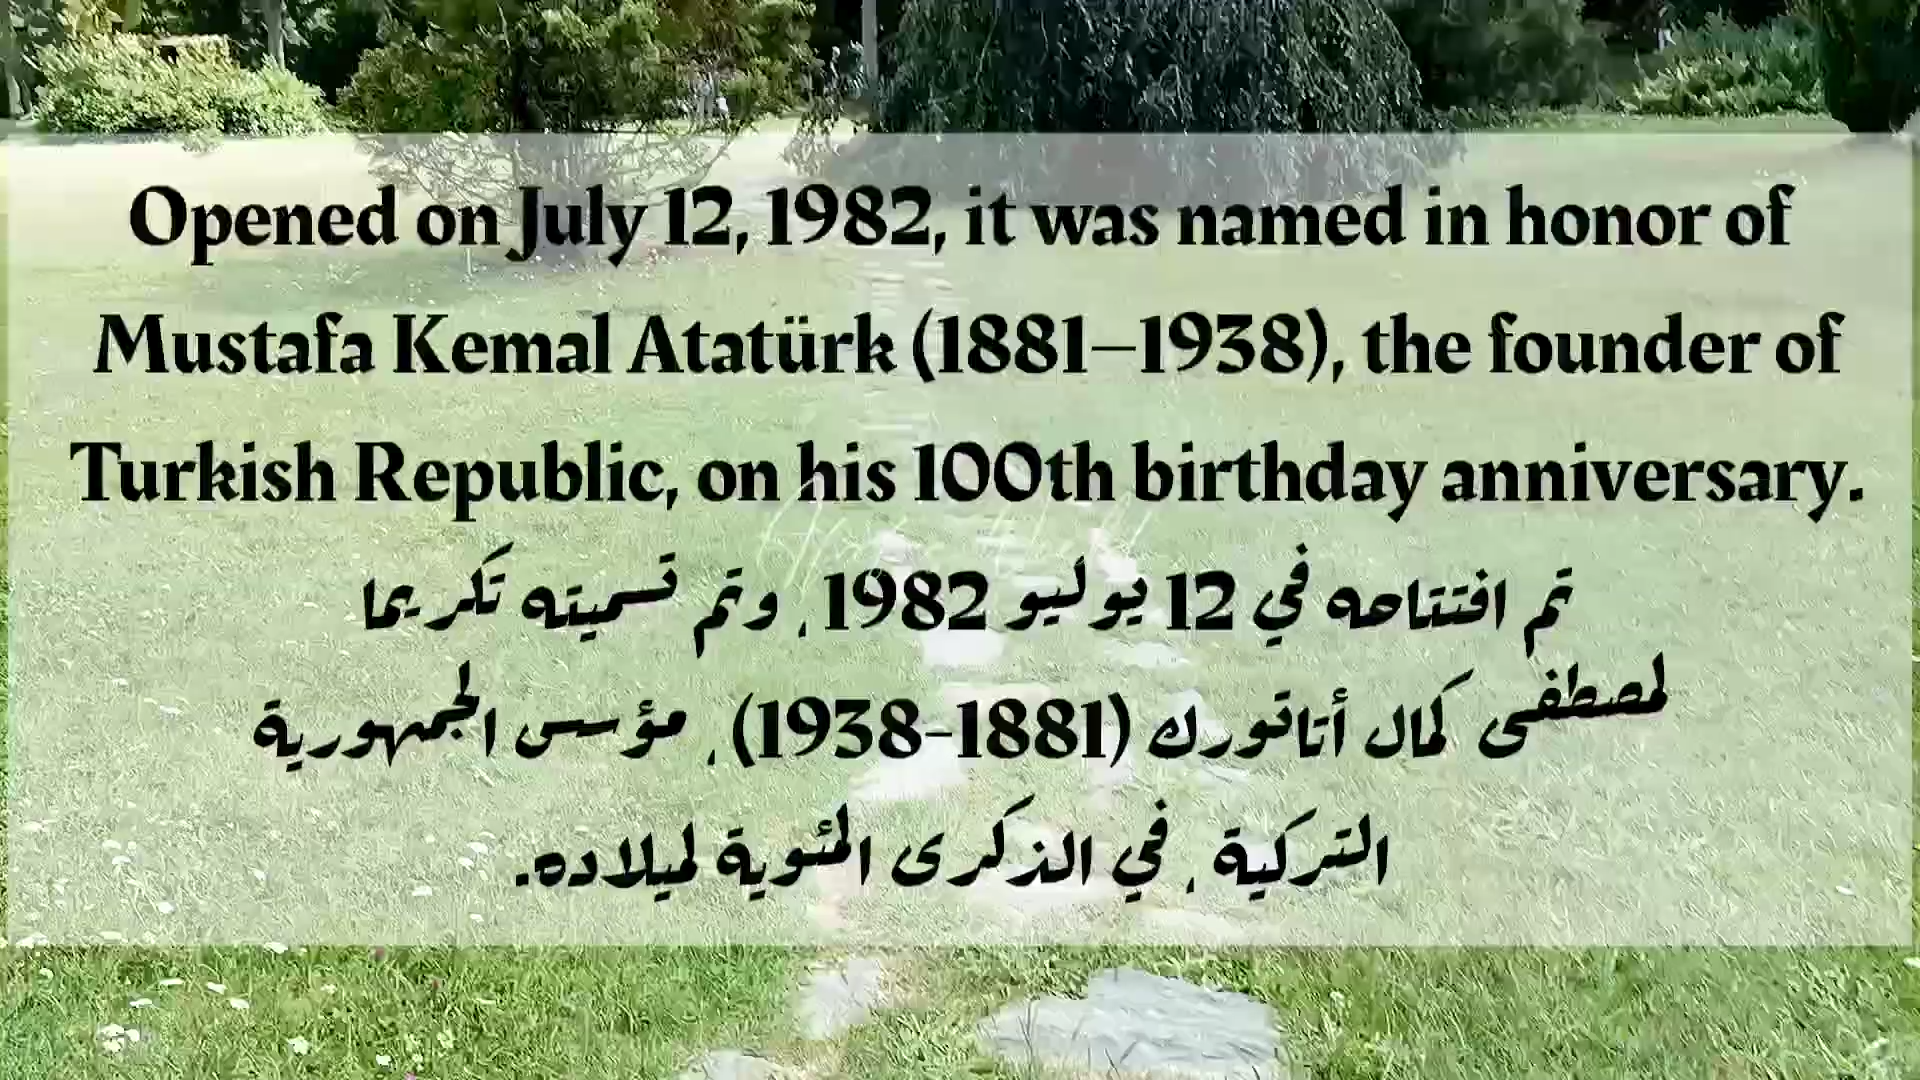 Opened on July 12, 1982, it was named in honor of
Mustafa Kemal Atatürk (1881–1938), the founder of
Turkish Republic, on his 100th birthday anniversary.
تم افتتاحه في 12 يوليو 1982، وتم تسميته تكريما
لمصطفى كمال أتاتورك (1881-1938)، مؤسس الجمهورية
التركية، في الذكرى المئوية لميلاده.